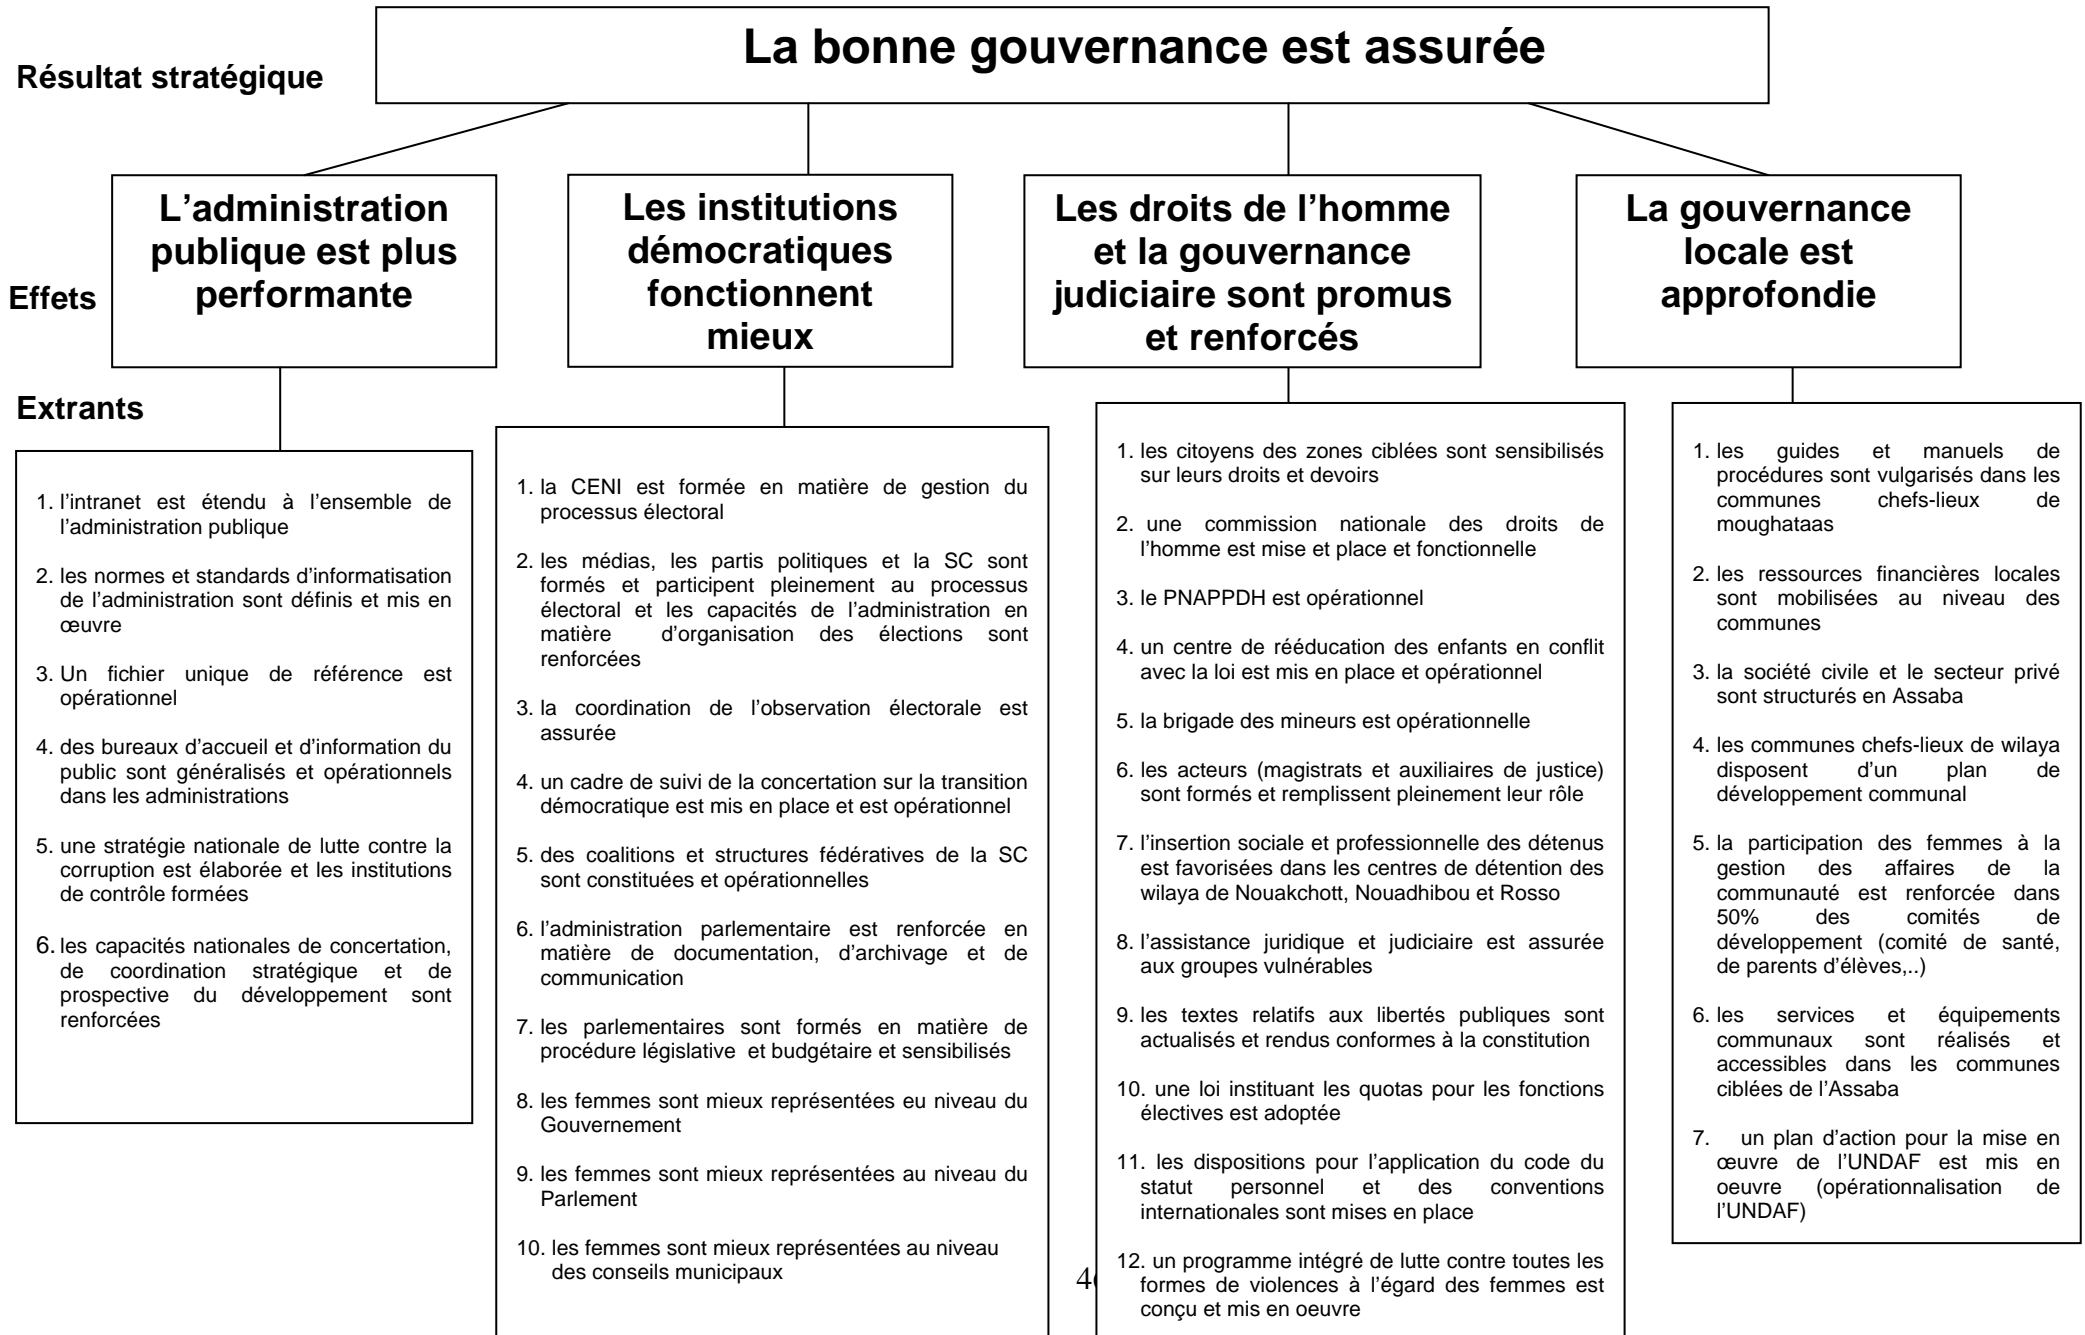 La bonne gouvernance est assurée
Résultat stratégique
Effets
L'administration
publique est plus
performante
Les institutions
démocratiques
fonctionnent
mieux
Les droits de l'homme
et la gouvernance
judiciaire sont promus
et renforcés
La gouvernance
locale est
approfondie
Extrants
1. l'intranet est étendu à l'ensemble de
l'administration publique
2. les normes et standards d'informatisation
de l'administration sont définis et mis en
œuvre
3. Un fichier unique de référence est
opérationnel
4. des bureaux d'accueil et d'information du
public sont généralisés et opérationnels
dans les administrations
5. une stratégie nationale de lutte contre la
corruption est élaborée et les institutions
de contrôle formées
6. les capacités nationales de concertation,
de coordination stratégique et de
prospective du développement sont
renforcées
1. la CENI est formée en matière de gestion du
processus électoral
2. les médias, les partis politiques et la SC sont
formés et participent pleinement au processus
électoral et les capacités de l'administration en
matière d'organisation des élections sont
renforcées
3. la coordination de l'observation électorale est
assurée
4. un cadre de suivi de la concertation sur la transition
démocratique est mis en place et est opérationnel
5. des coalitions et structures fédératives de la SC
sont constituées et opérationnelles
6. l'administration parlementaire est renforcée en
matière de documentation, d'archivage et de
communication
7. les parlementaires sont formés en matière de
procédure législative et budgétaire et sensibilisés
8. les femmes sont mieux représentées eu niveau du
Gouvernement
9. les femmes sont mieux représentées au niveau du
Parlement
10. les femmes sont mieux représentées au niveau
des conseils municipaux
1. les citoyens des zones ciblées sont sensibilisés
sur leurs droits et devoirs
2. une commission nationale des droits de
l'homme est mise et place et fonctionnelle
3. le PNAPPDH est opérationnel
4. un centre de rééducation des enfants en conflit
avec la loi est mis en place et opérationnel
5. la brigade des mineurs est opérationnelle
6. les acteurs (magistrats et auxiliaires de justice)
sont formés et remplissent pleinement leur rôle
7. l'insertion sociale et professionnelle des détenus
est favorisées dans les centres de détention des
wilaya de Nouakchott, Nouadhibou et Rosso
8. l'assistance juridique et judiciaire est assurée
aux groupes vulnérables
9. les textes relatifs aux libertés publiques sont
actualisés et rendus conformes à la constitution
10. une loi instituant les quotas pour les fonctions
électives est adoptée
11. les dispositions pour l'application du code du
statut personnel et des conventions
internationales sont mises en place
12. un programme intégré de lutte contre toutes les
formes de violences à l'égard des femmes est
conçu et mis en oeuvre
1. les guides et manuels de
procédures sont vulgarisés dans les
communes chefs-lieux de
moughataas
2. les ressources financières locales
sont mobilisées au niveau des
communes
3. la société civile et le secteur privé
sont structurés en Assaba
4. les communes chefs-lieux de wilaya
disposent d'un plan de
développement communal
5. la participation des femmes à la
gestion des affaires de la
communauté est renforcée dans
50% des comités de
développement (comité de santé,
de parents d'élèves,..)
6. les services et équipements
communaux sont réalisés et
accessibles dans les communes
ciblées de l'Assaba
7. un plan d'action pour la mise en
œuvre de l'UNDAF est mis en
oeuvre (opérationnalisation de
l'UNDAF)